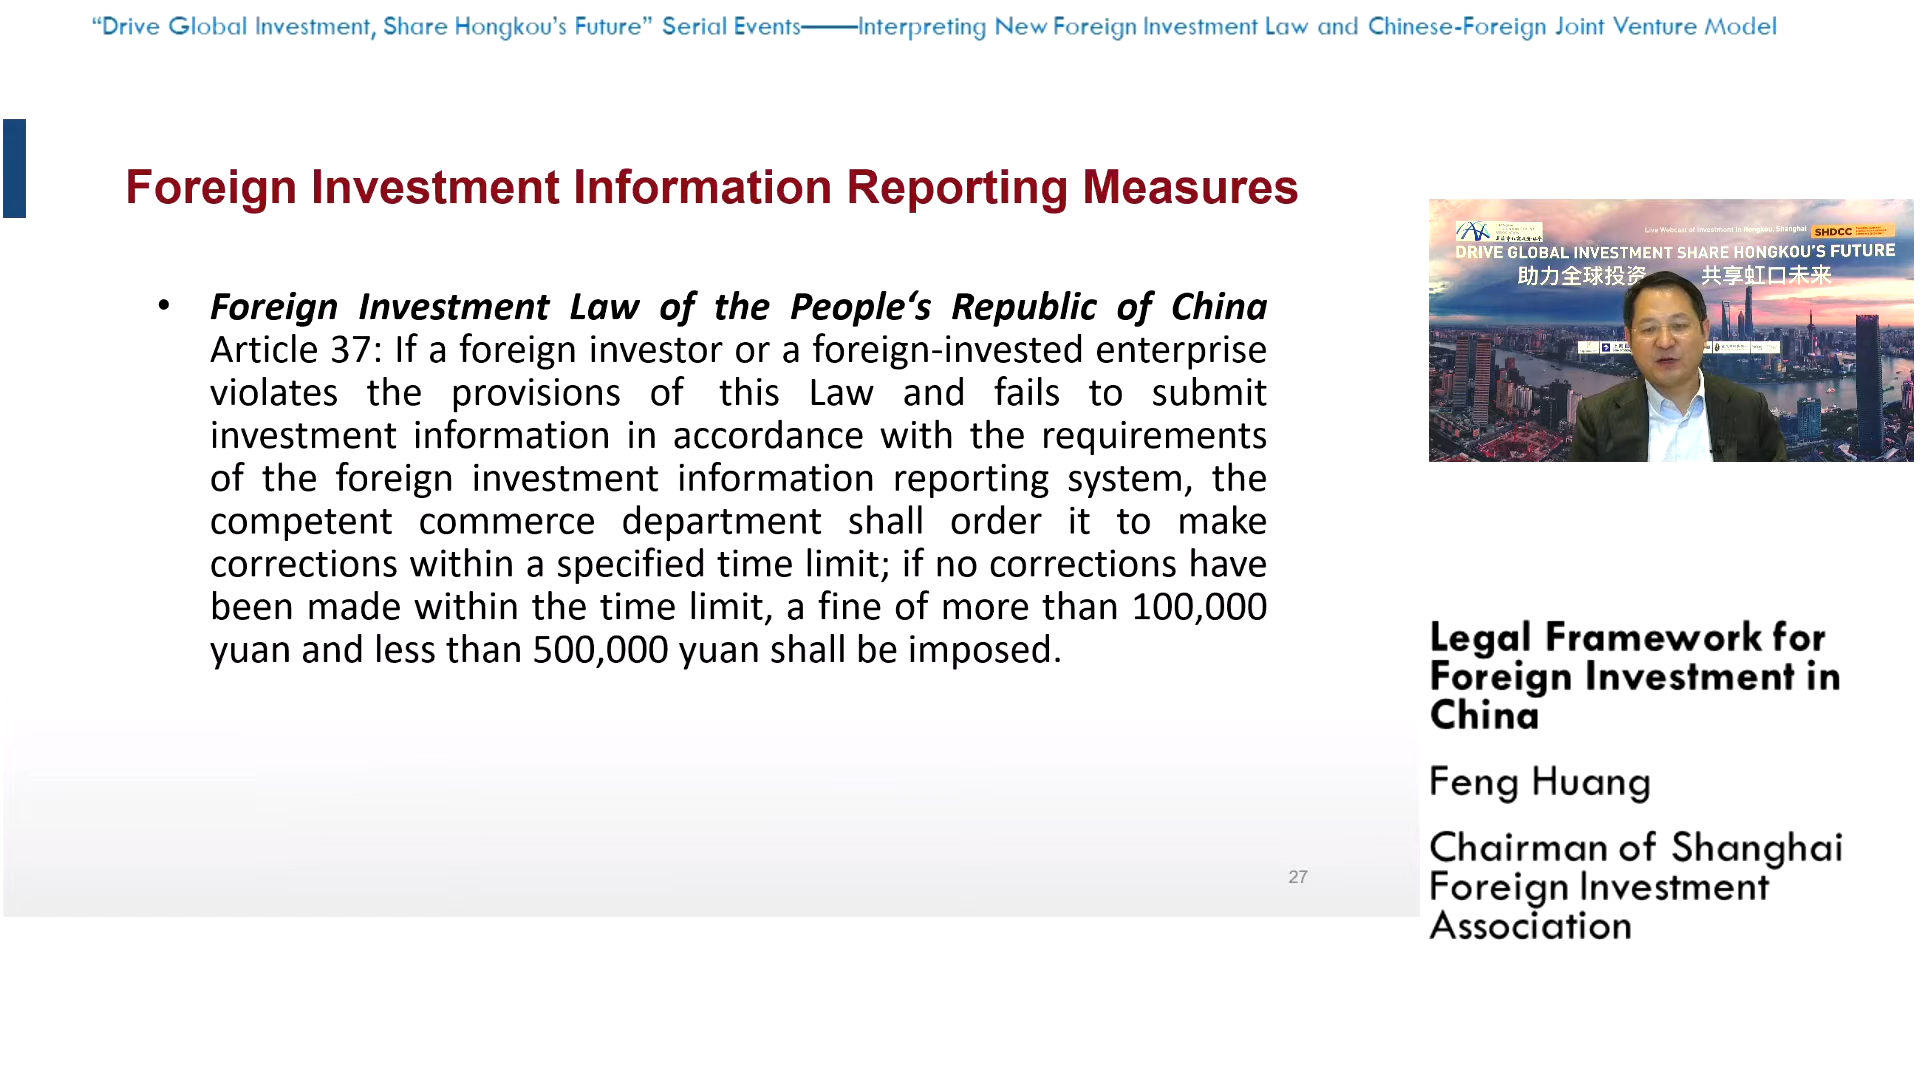 “Drive Global Investment, Share Hongkou’s Future” Serial Events——Interpreting New Foreign Investment Law and Chinese-Foreign Joint Venture Model
Foreign Investment Information Reporting Measures
• Foreign Investment Law of the People‘s Republic of China
Article 37: If a foreign investor or a foreign-invested enterprise
violates the provisions of this Law and fails to submit
investment information in accordance with the requirements
of the foreign investment information reporting system, the
competent commerce department shall order it to make
corrections within a specified time limit; if no corrections have
been made within the time limit, a fine of more than 100,000
yuan and less than 500,000 yuan shall be imposed.
27
Live Webcast of Investment in Hongkou, Shanghai
SHDCC
DRIVE GLOBAL INVESTMENT SHARE HONGKOU'S FUTURE
助力全球投资 共享虹口未来
Legal Framework for
Foreign Investment in
China
Feng Huang
Chairman of Shanghai
Foreign Investment
Association